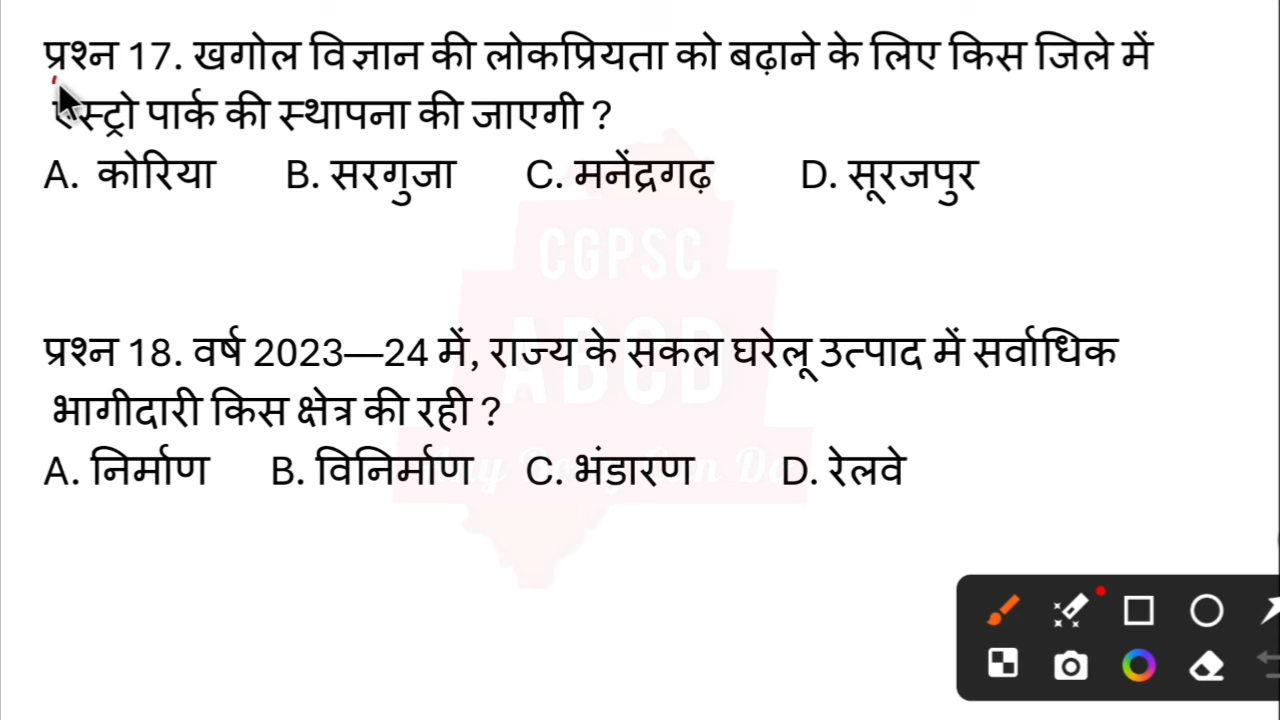 प्रश्न 17. खगोल विज्ञान की लोकप्रियता को बढ़ाने के लिए किस जिले में
एस्ट्रो पार्क की स्थापना की जाएगी ?
A. कोरिया B. सरगुजा C. मनेंद्रगढ़ D. सूरजपुर
CGPSC
ABCD
प्रश्न 18. वर्ष 2023—24 में, राज्य के सकल घरेलू उत्पाद में सर्वाधिक
भागीदारी किस क्षेत्र की रही ?
A. निर्माण B. विनिर्माण C. भंडारण D. रेलवे